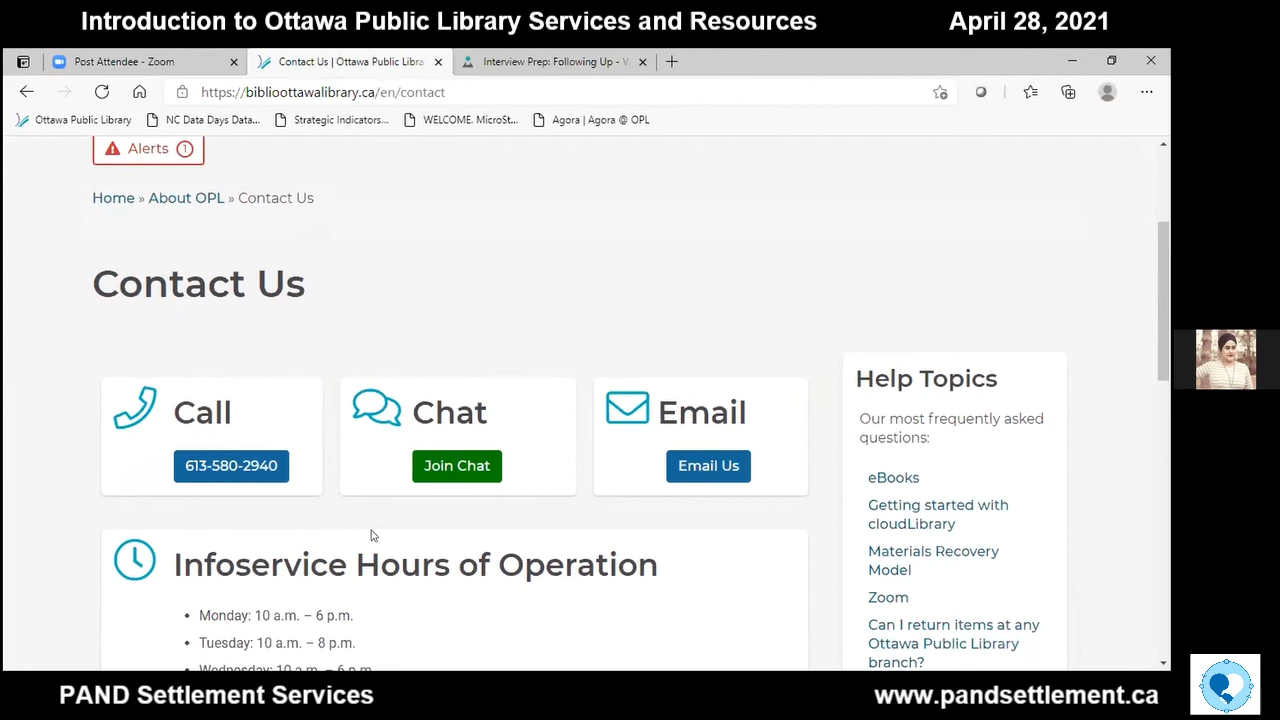 Introduction to Ottawa Public Library Services and Resources April 28, 2021
Post Attendee - Zoom
Contact Us | Ottawa Public Libra
Interview Prep: Following Up - V
https://biblioottawalibrary.ca/en/contact
Ottawa Public Library
NC Data Days Data...
Strategic Indicators...
WELCOME. MicroSt...
Agora | Agora @ OPL
Alerts 1
Home » About OPL » Contact Us
Contact Us
Call
613-580-2940
Chat
Join Chat
Email
Email Us
Infoservice Hours of Operation
• Monday: 10 a.m. – 6 p.m.
• Tuesday: 10 a.m. – 8 p.m.
Wednesday: 10 a.m. – 6 p.m.
Help Topics
Our most frequently asked
questions:
eBooks
Getting started with
cloudLibrary
Materials Recovery
Model
Zoom
Can I return items at any
Ottawa Public Library
branch?
PAND Settlement Services
www.pandsettlement.ca